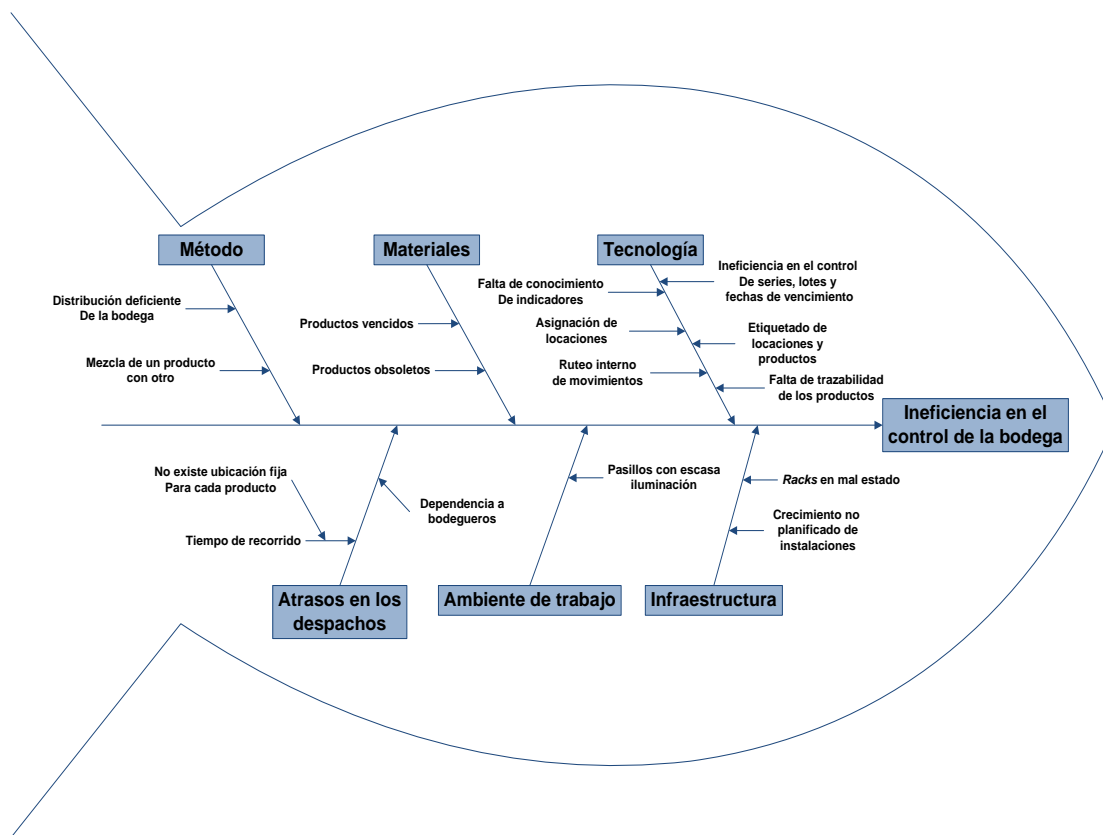 Método
Materiales
Tecnología
Distribución deficiente
De la bodega
Mezcla de un producto
con otro
Productos vencidos
Productos obsoletos
Falta de conocimiento
De indicadores
Asignación de
locaciones
Ruteo interno
de movimientos
Ineficiencia en el control
De series, lotes y
fechas de vencimiento
Etiquetado de
locaciones y
productos
Falta de trazabilidad
de los productos
Ineficiencia en el
control de la bodega
No existe ubicación fija
Para cada producto
Tiempo de recorrido
Dependencia a
bodegueros
Pasillos con escasa
iluminación
Racks en mal estado
Crecimiento no
planificado de
instalaciones
Atrasos en los
despachos
Ambiente de trabajo
Infraestructura